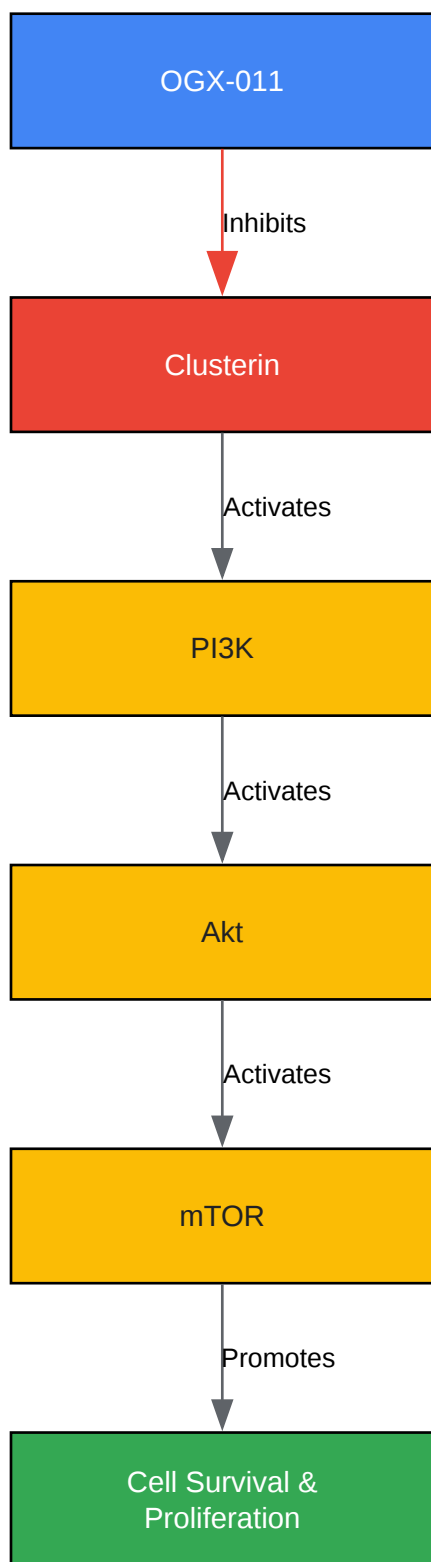 OGX-011
Inhibits
Clusterin
Activates
PI3K
Activates
Akt
Activates
mTOR
Promotes
Cell Survival &
Proliferation